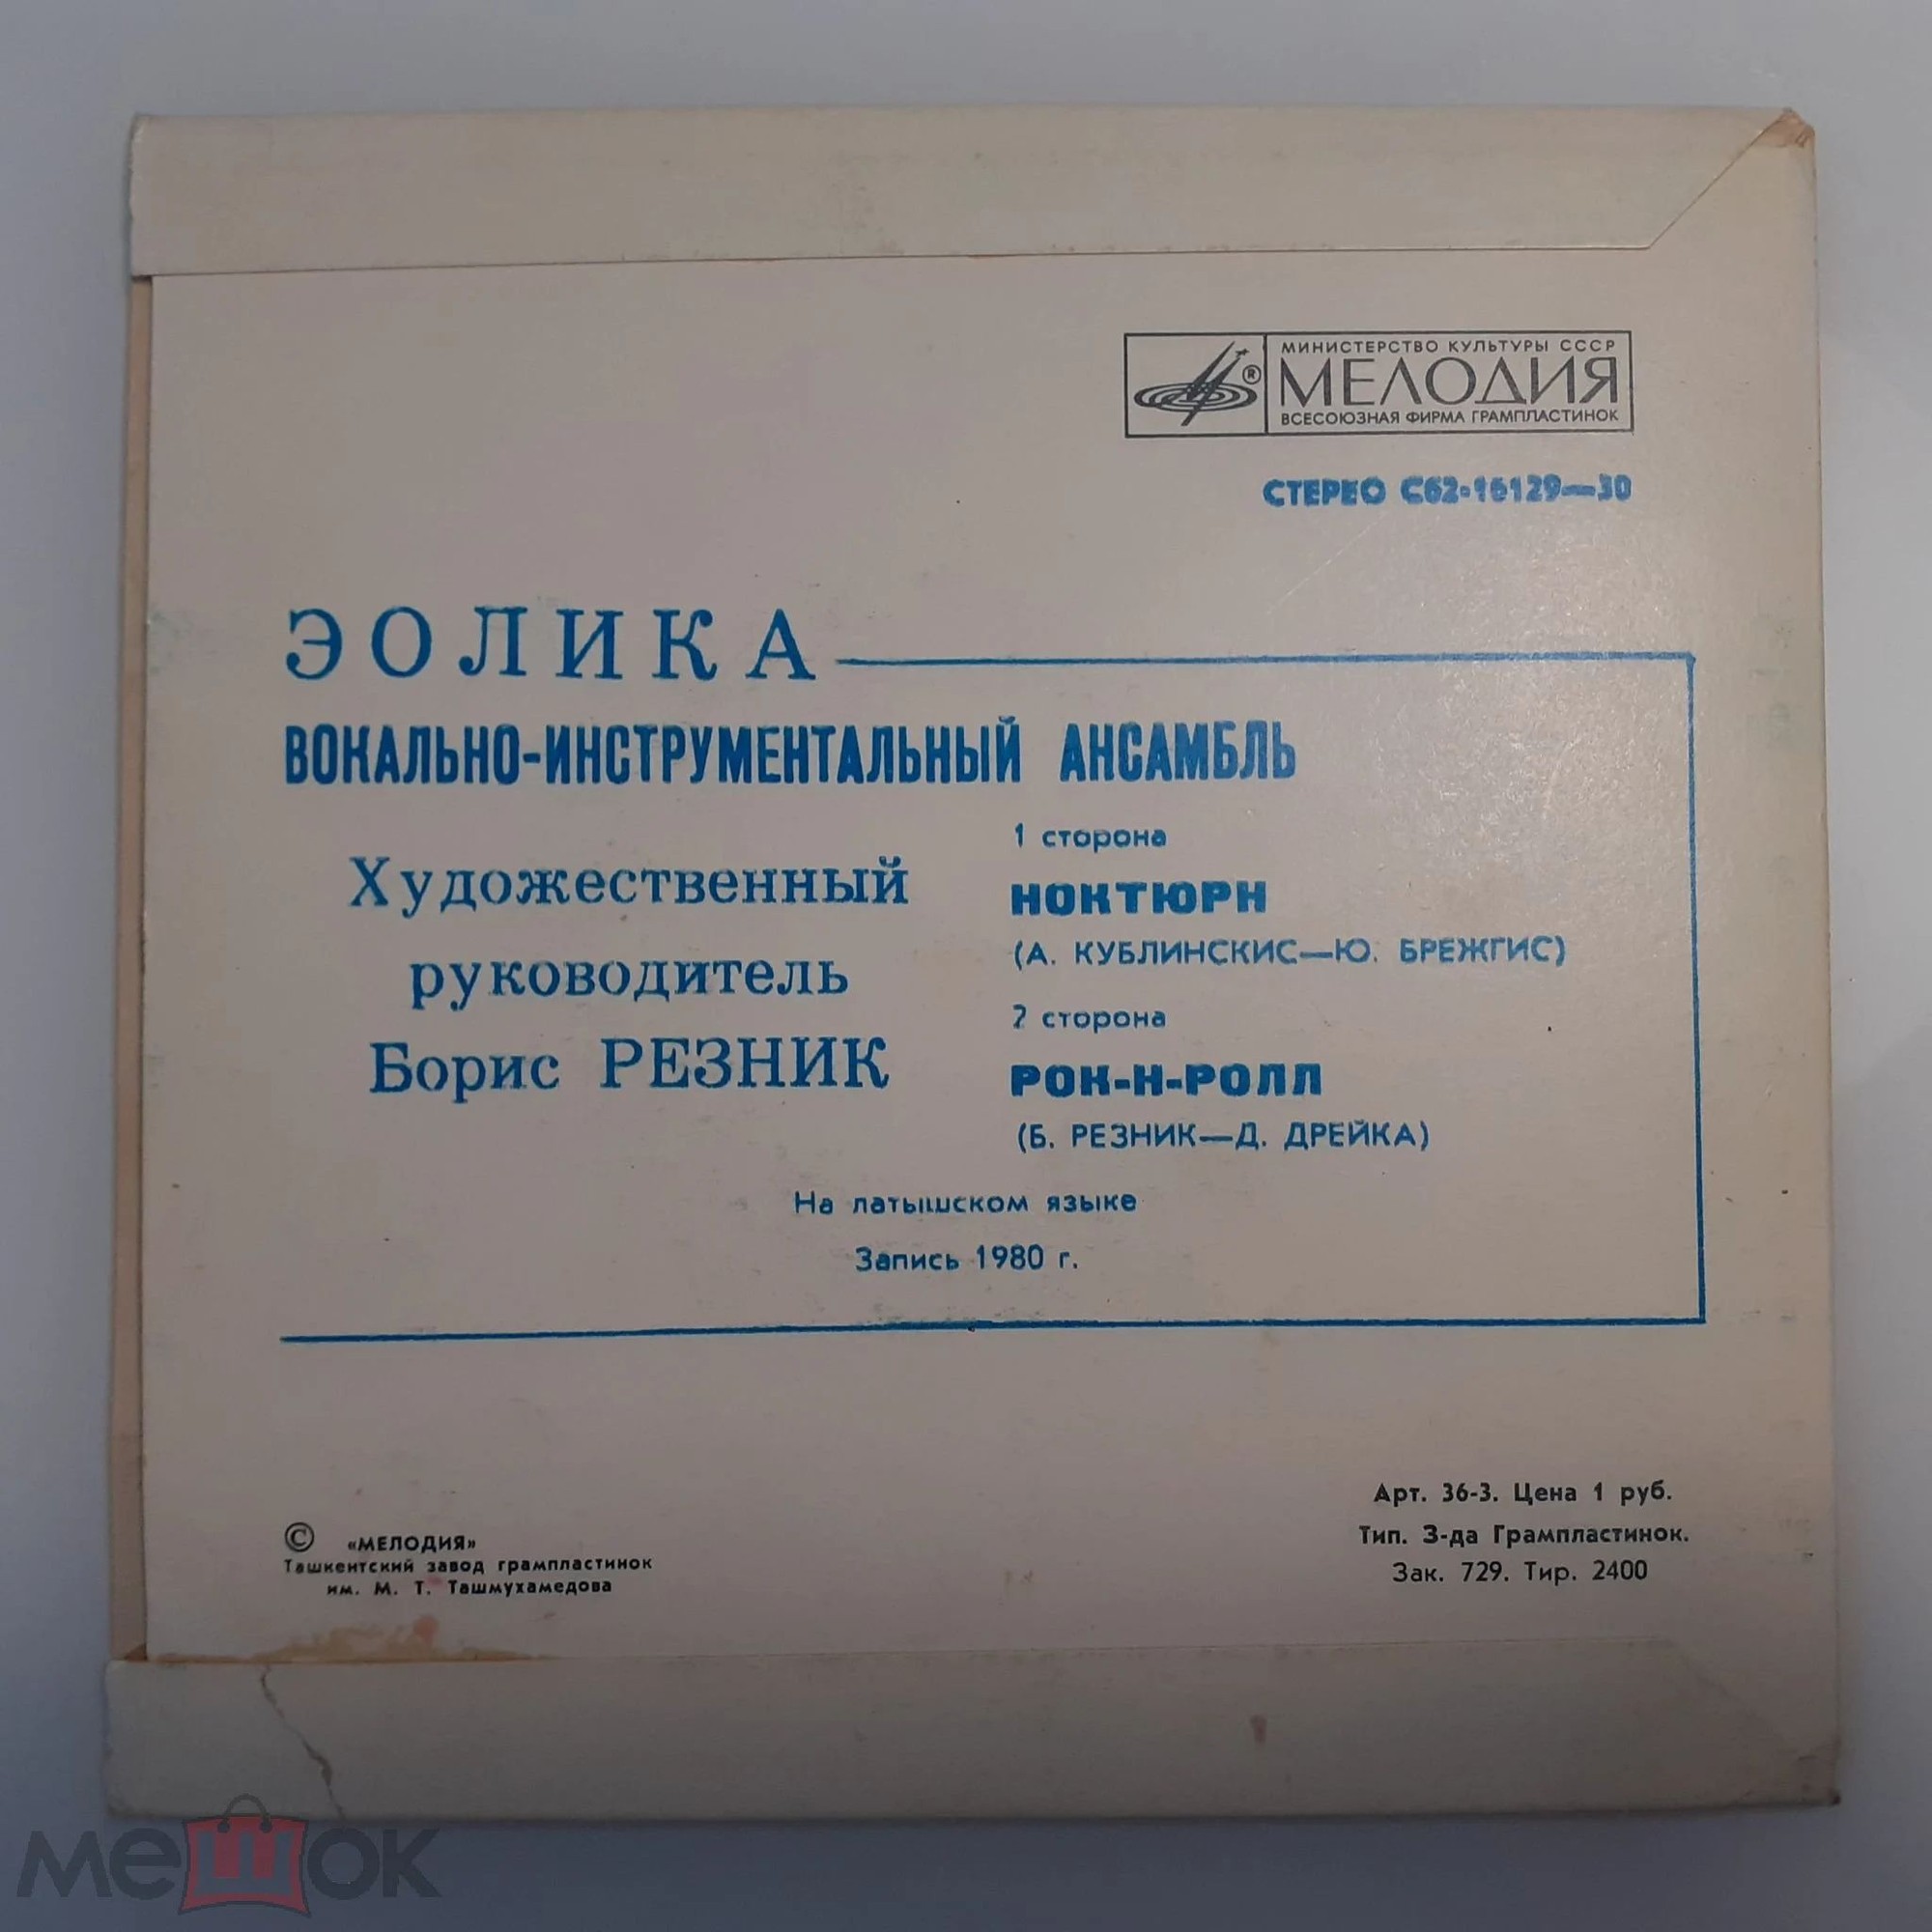 МИНИСТЕРСТВО КУЛЬТУРЫ СССР
МЕЛОДИЯ
ВСЕСОЮЗНАЯ ФИРМА ГРАМПЛАСТИНОК
®
СТЕРЕО С62-16129—30
ЭОЛИКА
ВОКАЛЬНО-ИНСТРУМЕНТАЛЬНЫЙ АНСАМБЛЬ
Художественный
руководитель
Борис РЕЗНИК
1 сторона
НОКТЮРН
(А. КУБЛИНСКИС—Ю. БРЕЖГИС)
2 сторона
РОК-Н-РОЛЛ
(Б. РЕЗНИК—Д. ДРЕЙКА)
На латышском языке
Запись 1980 г.
© «МЕЛОДИЯ»
Ташкентский завод грампластинок
им. М. Т. Ташмухамедова
Арт. 36-3. Цена 1 руб.
Тип. З-да Грампластинок.
Зак. 729. Тир. 2400
мешок